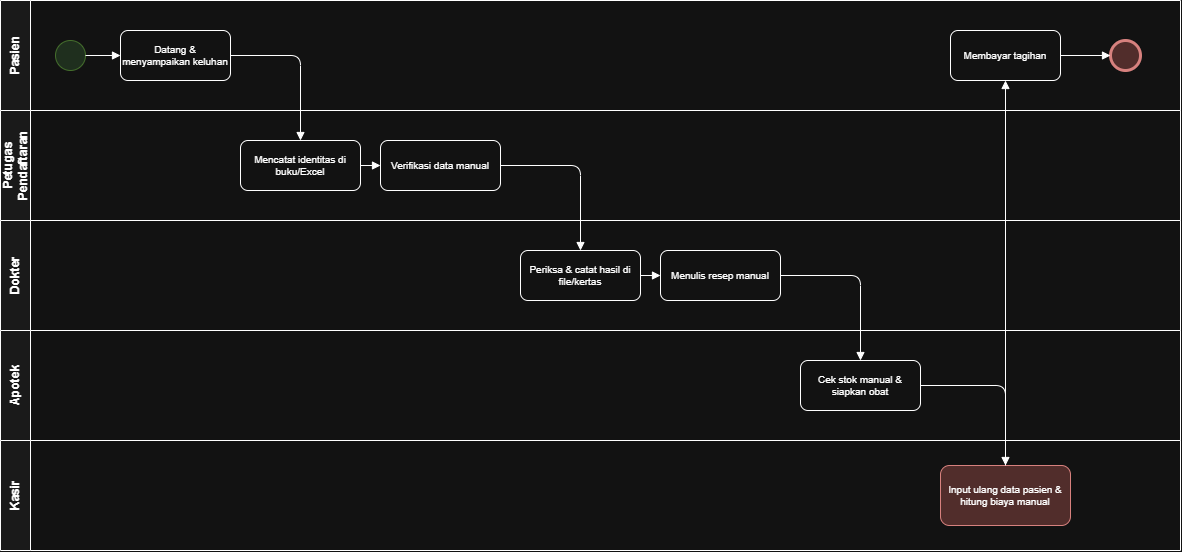 Pasien
Datang &
menyampaikan keluhan
Membayar tagihan
Petugas
Pendaftaran
Mencatat identitas di
buku/Excel
Verifikasi data manual
Dokter
Periksa & catat hasil di
file/kertas
Menulis resep manual
Apotek
Cek stok manual &
siapkan obat
Kasir
Input ulang data pasien &
hitung biaya manual